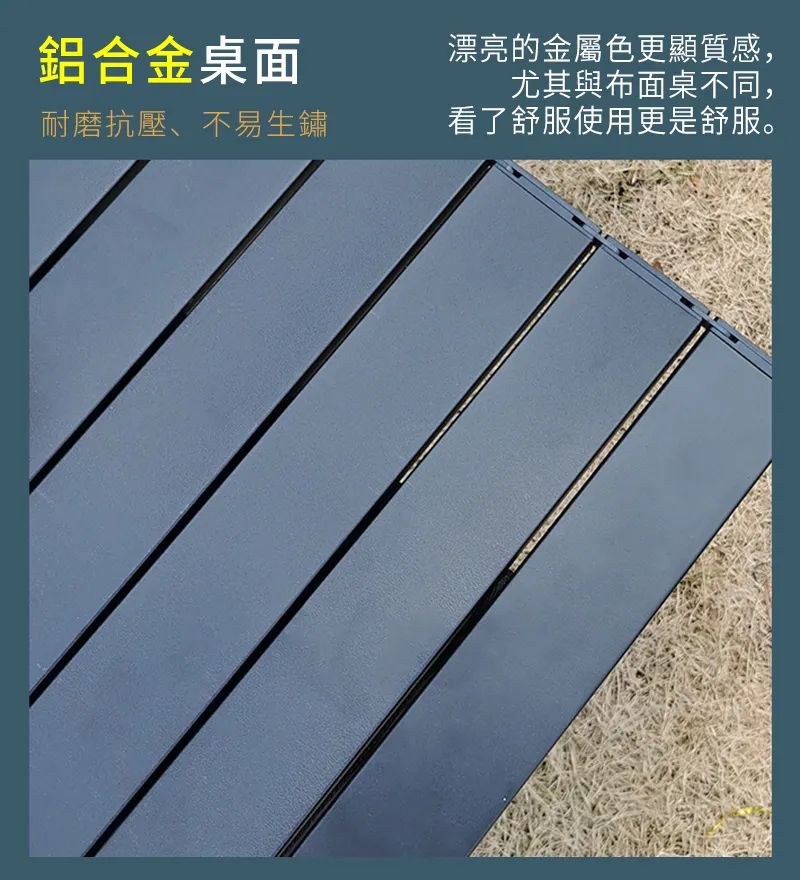 鋁合金桌面
耐磨抗壓、不易生鏽
漂亮的金屬色更顯質感，
尤其與布面桌不同，
看了舒服使用更是舒服。